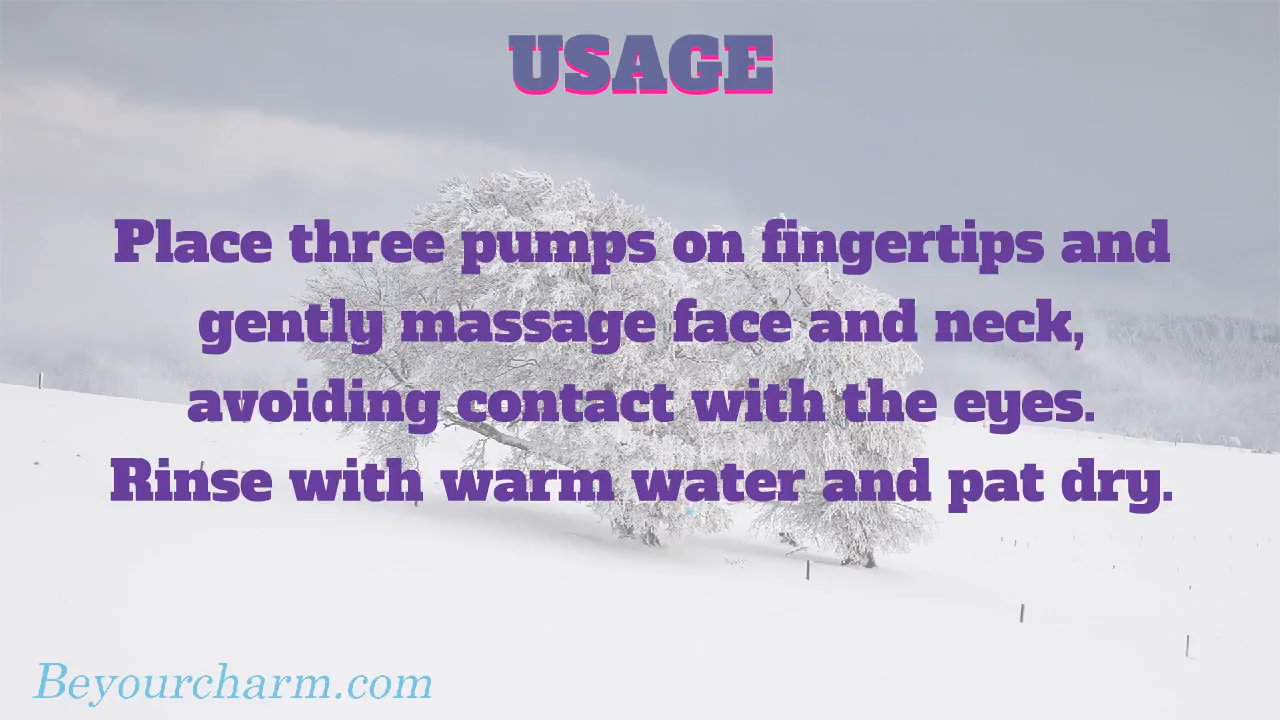 USAGE
Place three pumps on fingertips and
gently massage face and neck,
avoiding contact with the eyes.
Rinse with warm water and pat dry.
Beyourcharm.com